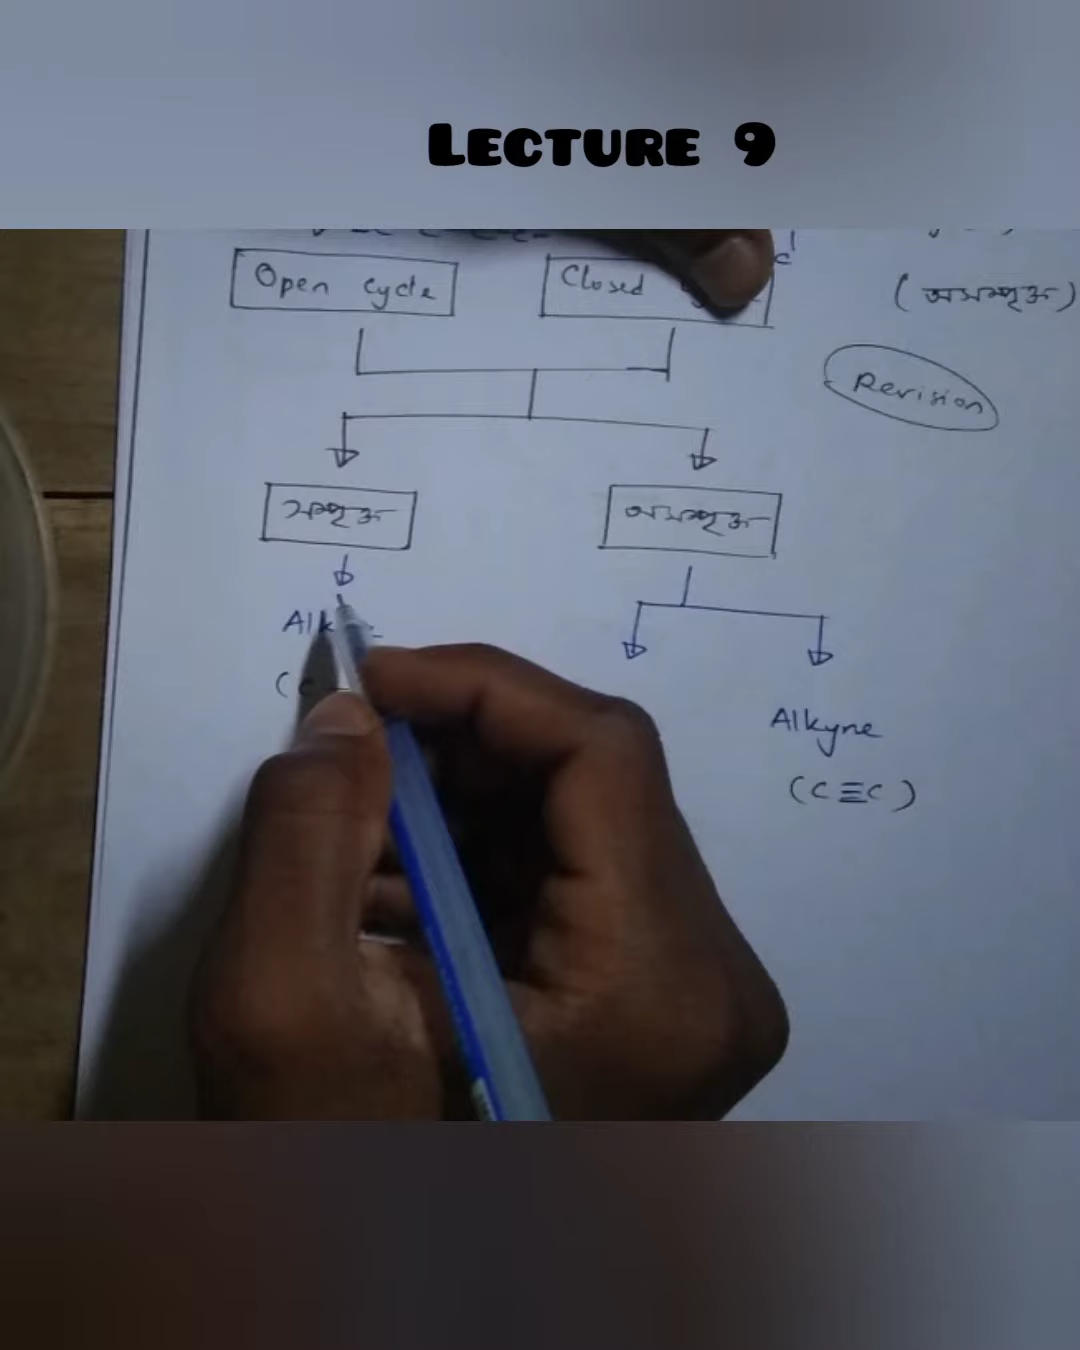 LECTURE 9
Open cycle
Closed
(অসম্পৃক্ত)
Revision
সম্পৃক্ত
অসম্পৃক্ত
Alkyne
(C≡C)